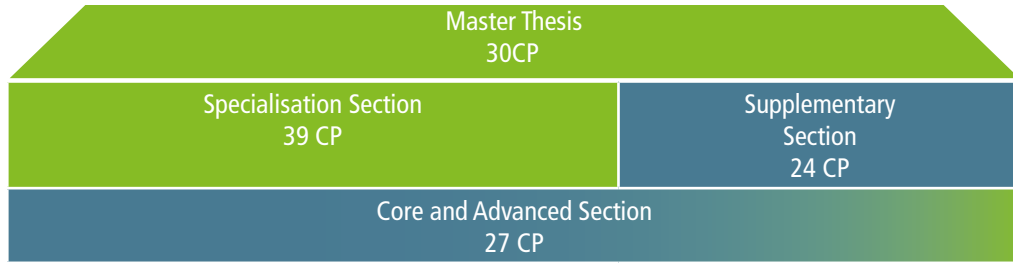 Master Thesis
30CP
Specialisation Section
39 CP
Supplementary
Section
24 CP
Core and Advanced Section
27 CP